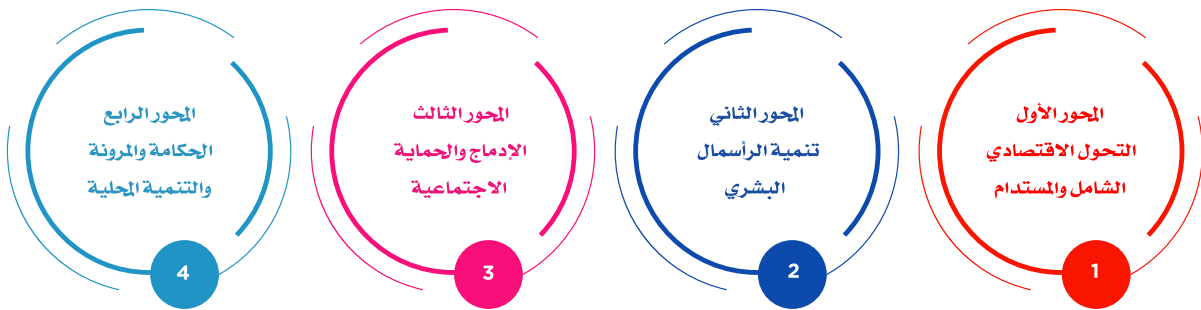 المحور الأول
التحول الاقتصادي
الشامل والمستدام
1
المحور الثاني
تنمية الرأسمال
البشري
2
المحور الثالث
الإدماج والحماية
الاجتماعية
3
المحور الرابع
الحكامة والمرونة
والتنمية المحلية
4